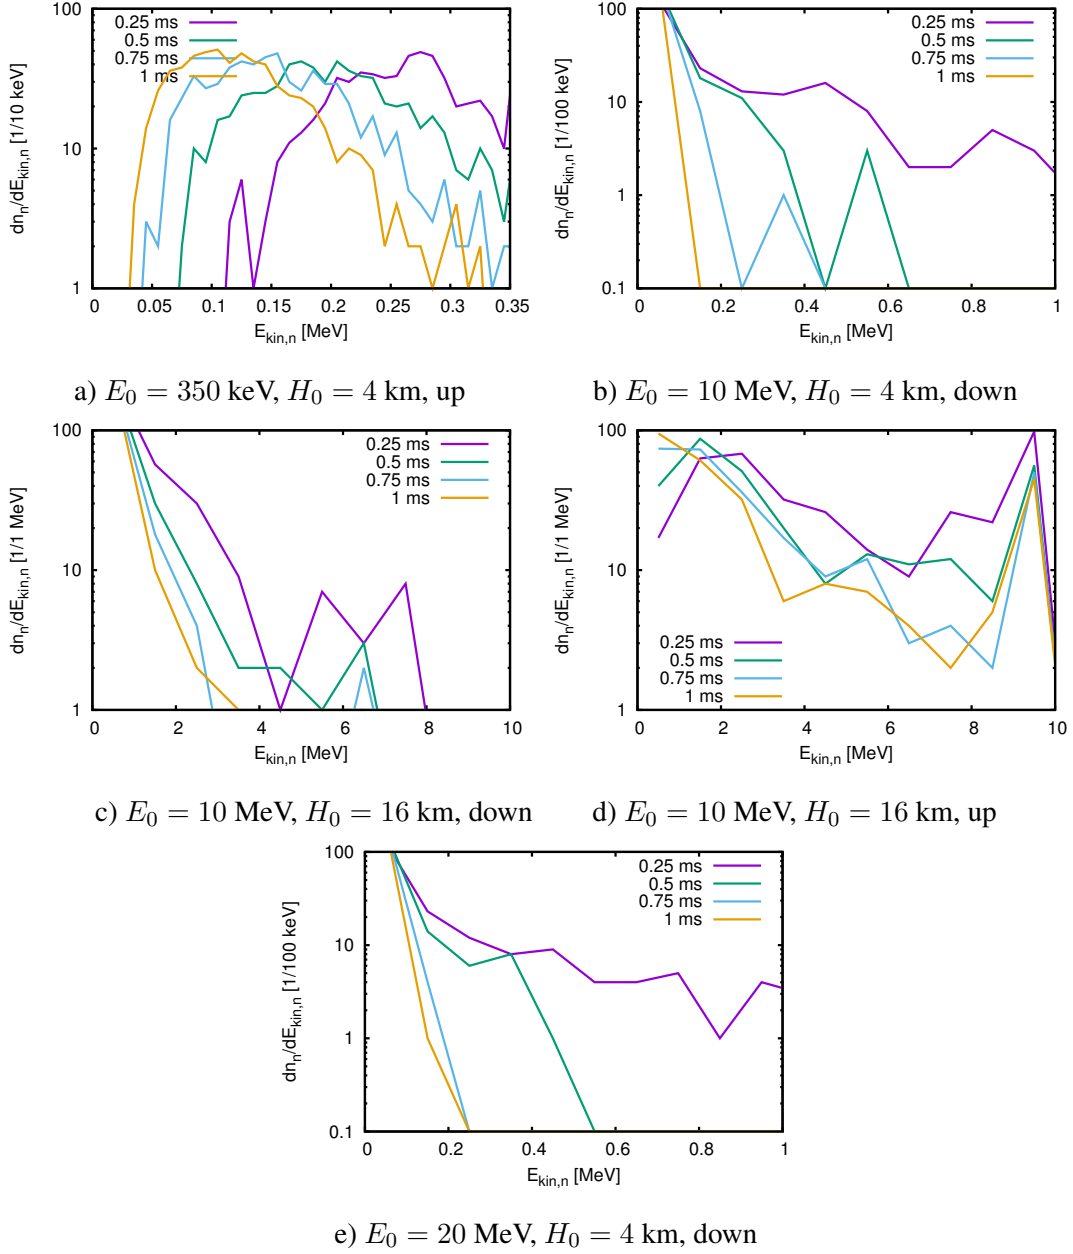 100
10
1
0
0.05
0.1
0.15
0.2
0.25
0.3
0.35
dn_n/dE_kin,n [1/10 keV]
E_kin,n [MeV]
0.25 ms
0.5 ms
0.75 ms
1 ms
a) E_0 = 350 keV, H_0 = 4 km, up
100
10
1
0.1
0
0.2
0.4
0.6
0.8
1
dn_n/dE_kin,n [1/100 keV]
E_kin,n [MeV]
0.25 ms
0.5 ms
0.75 ms
1 ms
b) E_0 = 10 MeV, H_0 = 4 km, down
100
10
1
0
2
4
6
8
10
dn_n/dE_kin,n [1/1 MeV]
E_kin,n [MeV]
0.25 ms
0.5 ms
0.75 ms
1 ms
c) E_0 = 10 MeV, H_0 = 16 km, down
100
10
1
0
2
4
6
8
10
dn_n/dE_kin,n [1/1 MeV]
E_kin,n [MeV]
0.25 ms
0.5 ms
0.75 ms
1 ms
d) E_0 = 10 MeV, H_0 = 16 km, up
100
10
1
0.1
0
0.2
0.4
0.6
0.8
1
dn_n/dE_kin,n [1/100 keV]
E_kin,n [MeV]
0.25 ms
0.5 ms
0.75 ms
1 ms
e) E_0 = 20 MeV, H_0 = 4 km, down